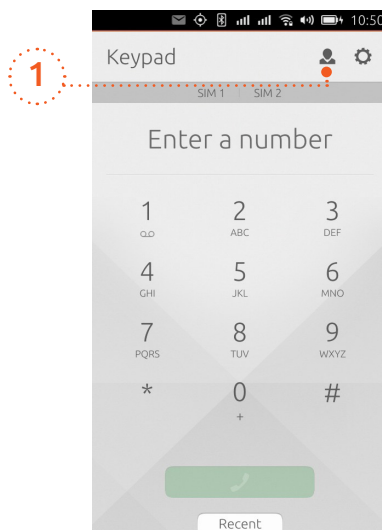 10:50
Keypad
1
SIM 1 SIM 2
Enter a number
1 2 3
ABC DEF
4 5 6
GHI JKL MNO
7 8 9
PQRS TUV WXYZ
* 0 #
+
Recent